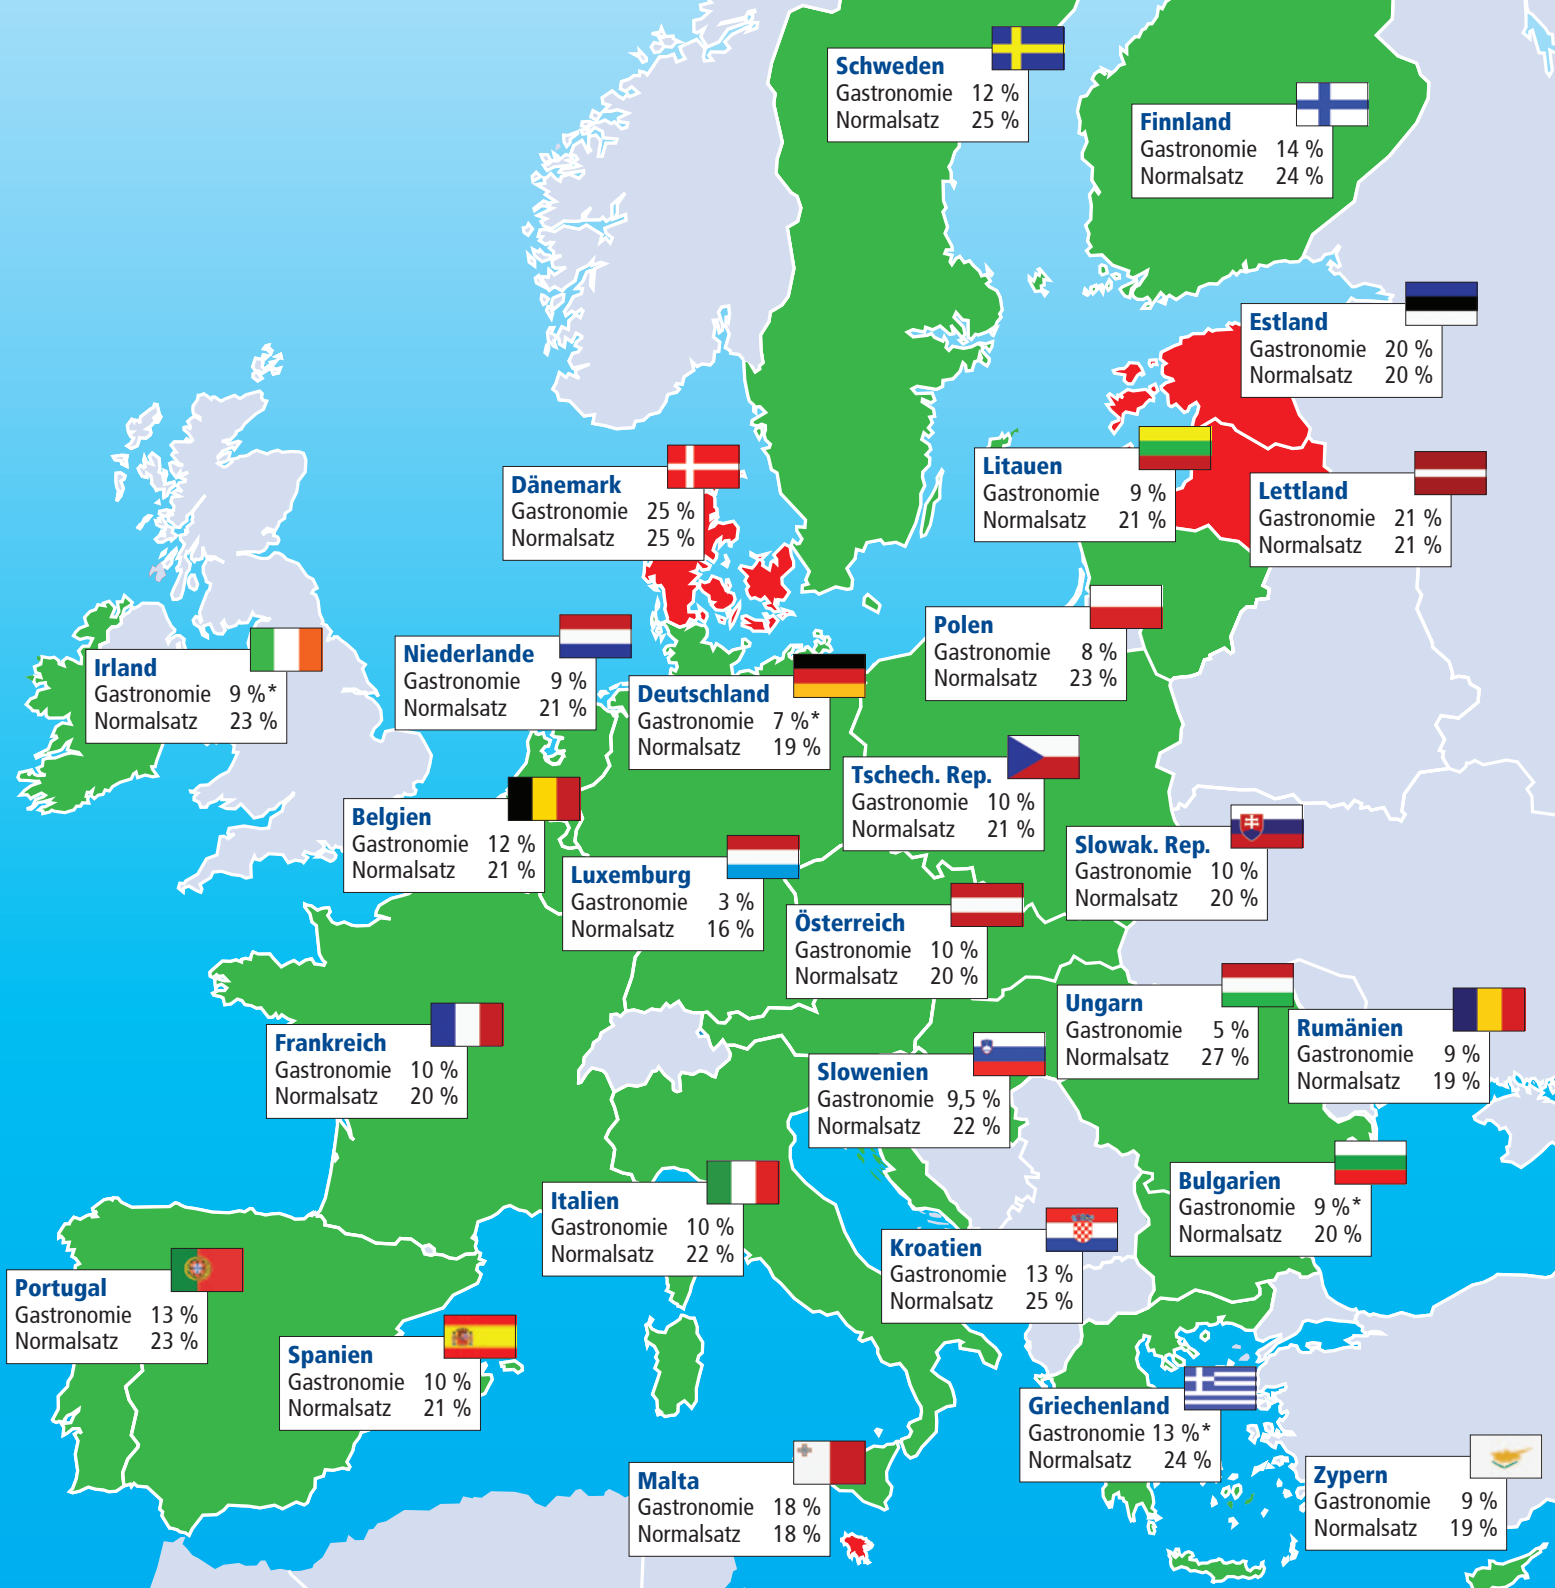 Schweden
Gastronomie 12 %
Normalsatz 25 %
Finnland
Gastronomie 14 %
Normalsatz 24 %
Estland
Gastronomie 20 %
Normalsatz 20 %
Litauen
Gastronomie 9 %
Normalsatz 21 %
Lettland
Gastronomie 21 %
Normalsatz 21 %
Dänemark
Gastronomie 25 %
Normalsatz 25 %
Polen
Gastronomie 8 %
Normalsatz 23 %
Irland
Gastronomie 9 %*
Normalsatz 23 %
Niederlande
Gastronomie 9 %
Normalsatz 21 %
Deutschland
Gastronomie 7 %*
Normalsatz 19 %
Tschech. Rep.
Gastronomie 10 %
Normalsatz 21 %
Belgien
Gastronomie 12 %
Normalsatz 21 %
Slowak. Rep.
Gastronomie 10 %
Normalsatz 20 %
Luxemburg
Gastronomie 3 %
Normalsatz 16 %
Österreich
Gastronomie 10 %
Normalsatz 20 %
Ungarn
Gastronomie 5 %
Normalsatz 27 %
Rumänien
Gastronomie 9 %
Normalsatz 19 %
Frankreich
Gastronomie 10 %
Normalsatz 20 %
Slowenien
Gastronomie 9,5 %
Normalsatz 22 %
Bulgarien
Gastronomie 9 %*
Normalsatz 20 %
Italien
Gastronomie 10 %
Normalsatz 22 %
Kroatien
Gastronomie 13 %
Normalsatz 25 %
Portugal
Gastronomie 13 %
Normalsatz 23 %
Spanien
Gastronomie 10 %
Normalsatz 21 %
Griechenland
Gastronomie 13 %*
Normalsatz 24 %
Malta
Gastronomie 18 %
Normalsatz 18 %
Zypern
Gastronomie 9 %
Normalsatz 19 %